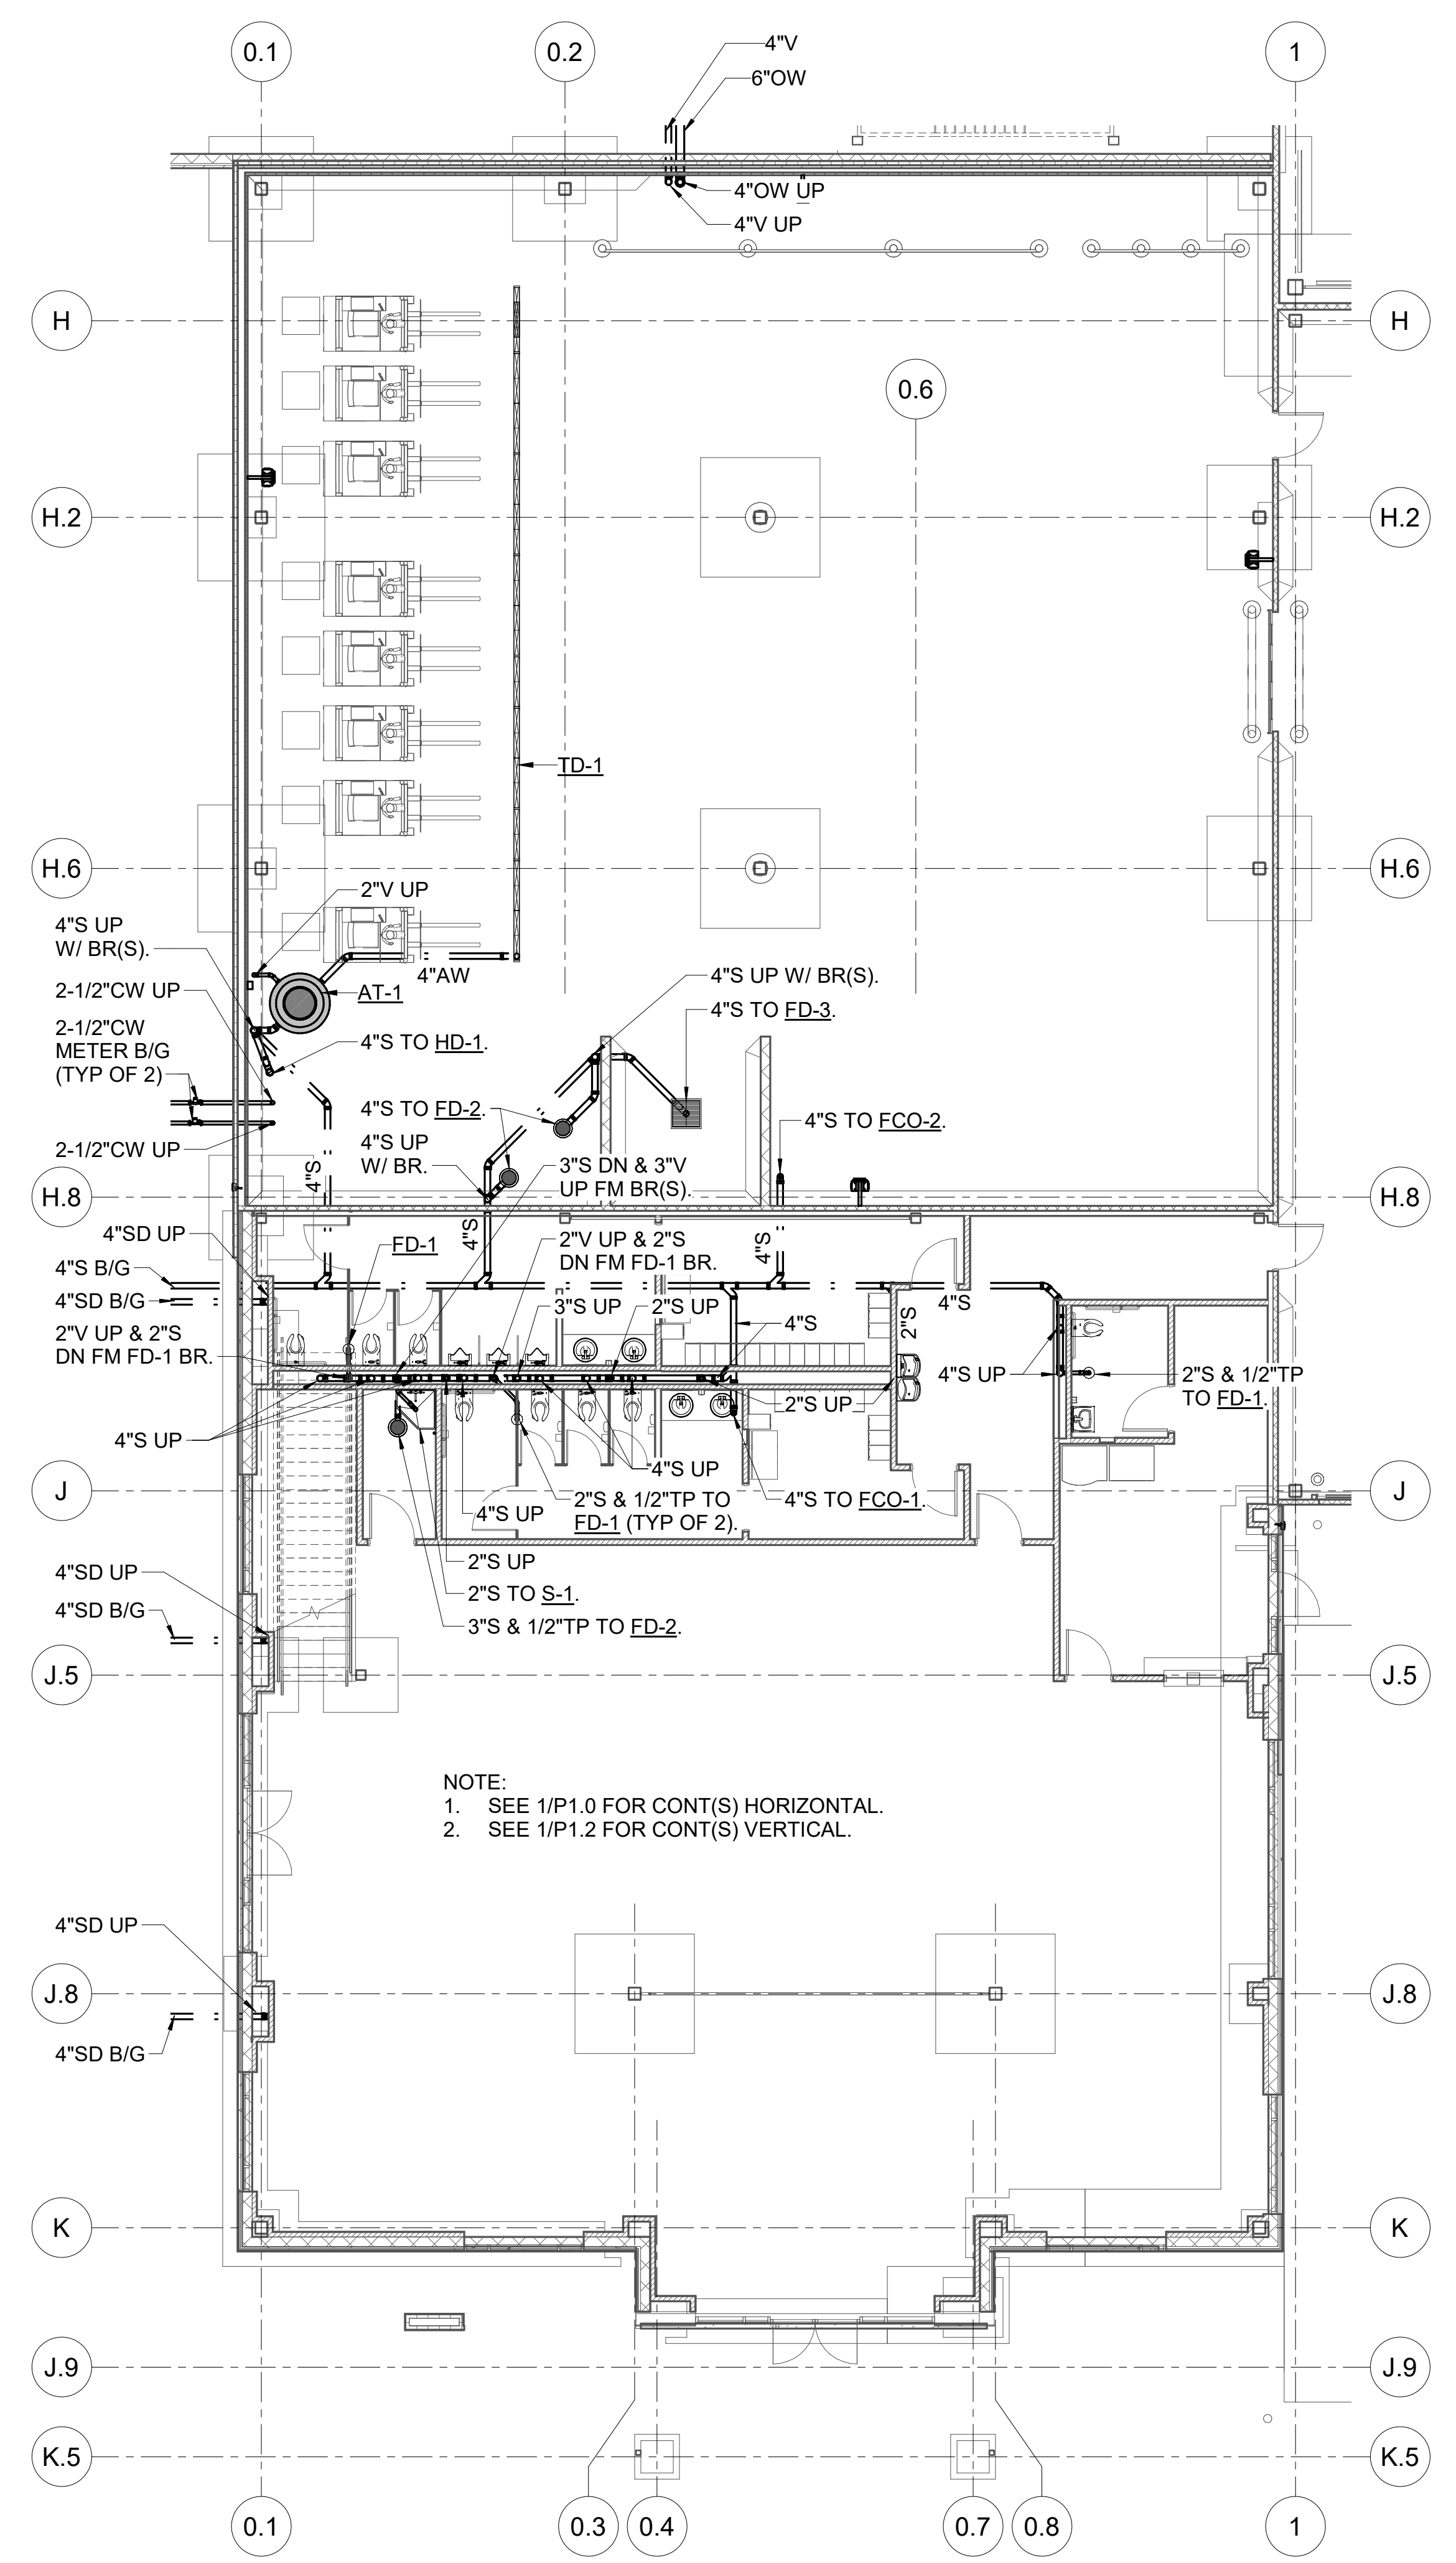 4"V
0.1
0.2
1
6"OW
4"OW UP
4"V UP
H
H
0.6
H.2
H.2
TD-1
H.6
H.6
2"V UP
4"S UP
W/ BR(S).
4"AW
4"S UP W/ BR(S).
2-1/2"CW UP
AT-1
4"S TO FD-3.
2-1/2"CW
METER B/G
(TYP OF 2)
4"S TO HD-1.
4"S TO FD-2.
4"S TO FCO-2.
4"S UP
W/ BR.
2-1/2"CW UP
3"S DN & 3"V
UP FM BR(S).
4"S
H.8
H.8
4"SD UP
FD-1
4"S
2"V UP & 2"S
DN FM FD-1 BR.
4"S
4"S B/G
4"SD B/G
3"S UP
2"S UP
4"S
4"S
2"S
2"V UP & 2"S
DN FM FD-1 BR.
4"S UP
2"S & 1/2"TP
TO FD-1.
2"S UP
4"S UP
4"S UP
J
J
2"S & 1/2"TP TO
FD-1 (TYP OF 2).
4"S TO FCO-1.
4"S UP
2"S UP
4"SD UP
2"S TO S-1.
4"SD B/G
3"S & 1/2"TP TO FD-2.
J.5
J.5
NOTE:
1. SEE 1/P1.0 FOR CONT(S) HORIZONTAL.
2. SEE 1/P1.2 FOR CONT(S) VERTICAL.
4"SD UP
J.8
J.8
4"SD B/G
K
K
J.9
J.9
K.5
K.5
0.1
0.3
0.4
0.7
0.8
1